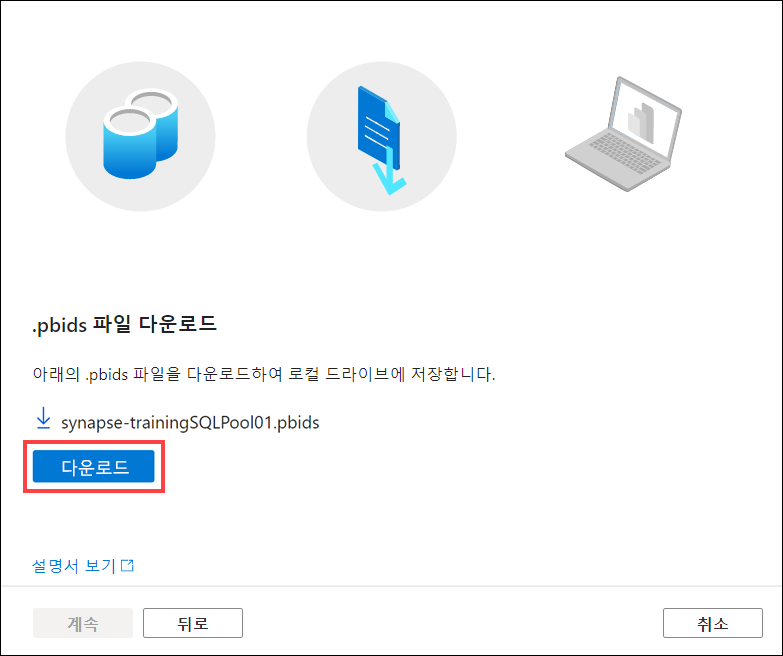 .pbids 파일 다운로드
아래의 .pbids 파일을 다운로드하여 로컬 드라이브에 저장합니다.
synapse-trainingSQLPool01.pbids
다운로드
설명서 보기
계속
뒤로
취소